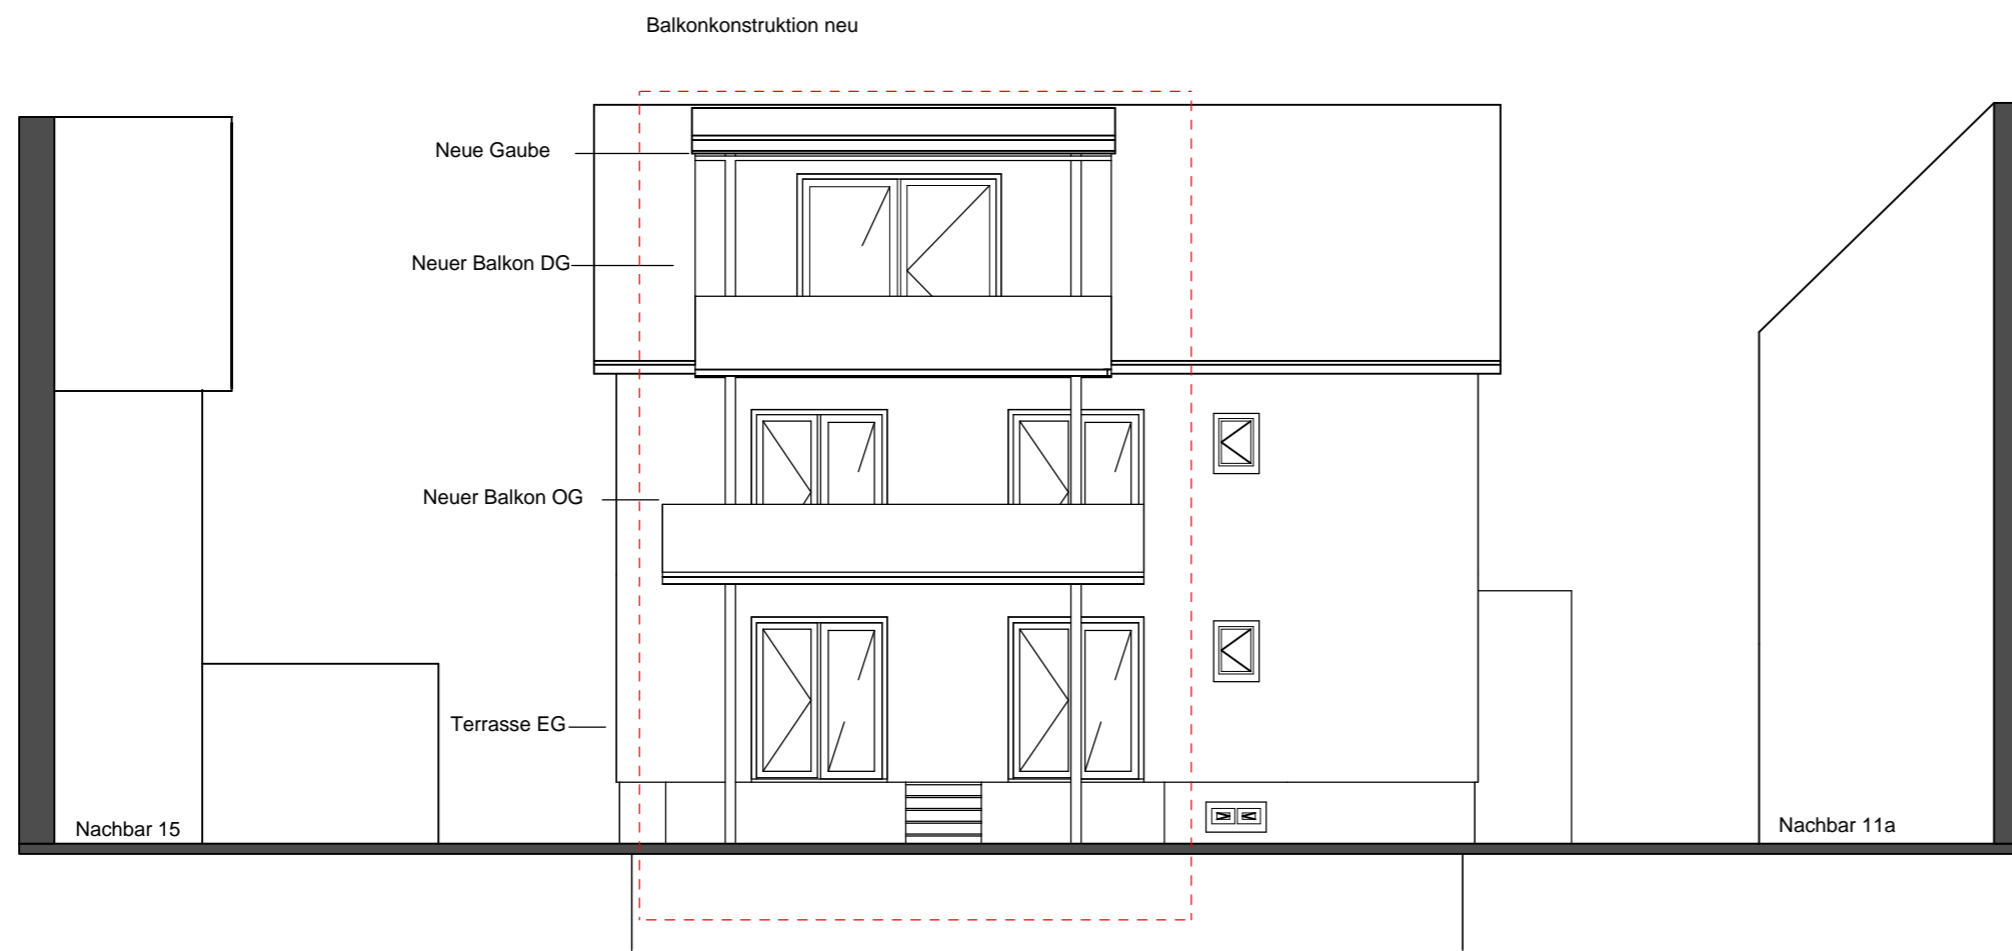 Balkonkonstruktion neu
Neue Gaube
Neuer Balkon DG
Neuer Balkon OG
Terrasse EG
Nachbar 15
Nachbar 11a